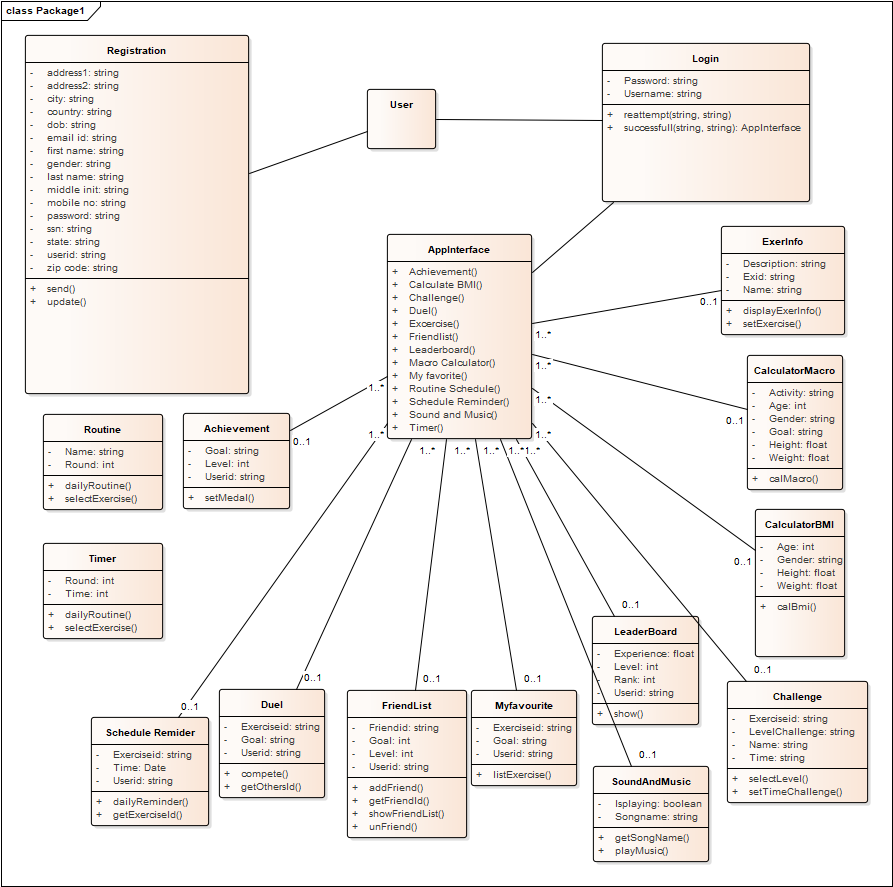 class Package1
Registration
- address1: string
- address2: string
- city: string
- country: string
- dob: string
- email id: string
- first name: string
- gender: string
- last name: string
- middle init: string
- mobile no: string
- password: string
- ssn: string
- state: string
- userid: string
- zip code: string
+ send()
+ update()
User
Login
- Password: string
- Username: string
+ reattempt(string, string)
+ successfull(string, string): AppInterface
AppInterface
+ Achievement()
+ Calculate BMI()
+ Challenge()
+ Duel()
+ Excercise()
+ Friendlist()
+ Leaderboard()
+ Macro Calculator()
+ My favorite()
+ Routine Schedule()
+ Schedule Reminder()
+ Sound and Music()
+ Timer()
ExerInfo
- Description: string
- Exid: string
- Name: string
+ displayExerInfo()
+ setExercise()
0..1
1..*
1..*
CalculatorMacro
- Activity: string
- Age: int
- Gender: string
- Goal: string
- Height: float
- Weight: float
+ calMacro()
0..1
1..*
1..*
1..*
1..*
Routine
- Name: string
- Round: int
+ dailyRoutine()
+ selectExercise()
Achievement
- Goal: string
- Level: int
- Userid: string
+ setMedal()
0..1
1..*
1..*
1..*
1..*1..*
CalculatorBMI
- Age: int
- Gender: string
- Height: float
- Weight: float
+ calBmi()
0..1
Timer
- Round: int
- Time: int
+ dailyRoutine()
+ selectExercise()
0..1
LeaderBoard
- Experience: float
- Level: int
- Rank: int
- Userid: string
+ show()
0..1
0..1
0..1
0..1
0..1
Schedule Remider
- Exerciseid: string
- Time: Date
- Userid: string
+ dailyReminder()
+ getExerciseId()
Duel
- Exerciseid: string
- Goal: string
- Userid: string
+ compete()
+ getOthersId()
FriendList
- Friendid: string
- Goal: int
- Level: int
- Userid: string
+ addFriend()
+ getFriendId()
+ showFriendList()
+ unFriend()
Myfavourite
- Exerciseid: string
- Goal: string
- Userid: string
+ listExercise()
0..1
SoundAndMusic
- Isplaying: boolean
- Songname: string
+ getSongName()
+ playMusic()
Challenge
- Exerciseid: string
- LevelChallenge: string
- Name: string
- Time: string
+ selectLevel()
+ setTimeChallenge()